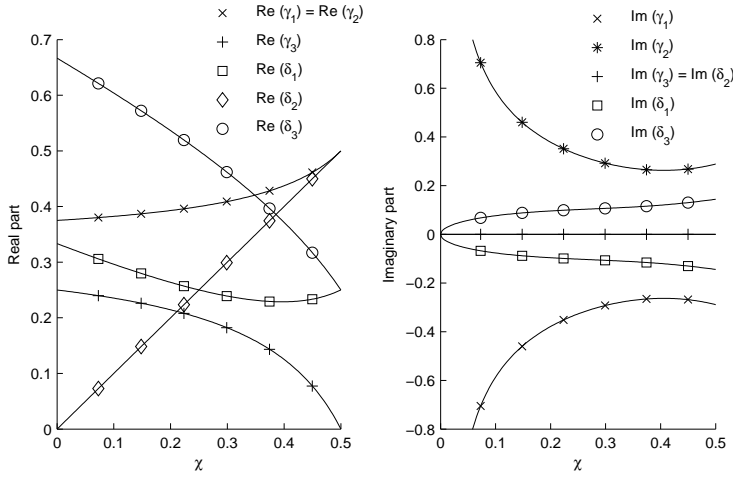 Re (γ₁) = Re (γ₂)
Re (γ₃)
Re (δ₁)
Re (δ₂)
Re (δ₃)
0.7
0.6
0.5
0.4
0.3
0.2
0.1
0
Real part
0 0.1 0.2 0.3 0.4 0.5
χ
Im (γ₁)
Im (γ₂)
Im (γ₃) = Im (δ₂)
Im (δ₁)
Im (δ₃)
0.8
0.6
0.4
0.2
0
−0.2
−0.4
−0.6
−0.8
Imaginary part
0 0.1 0.2 0.3 0.4 0.5
χ